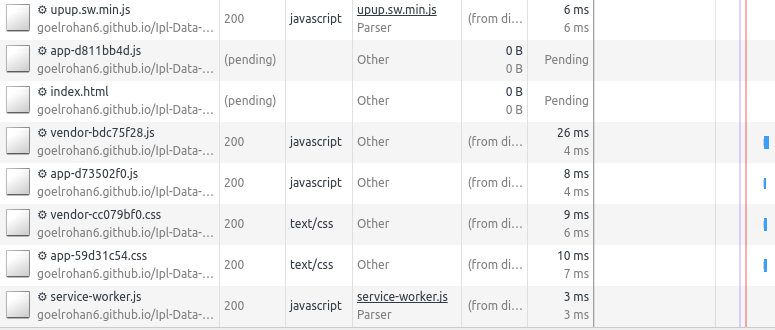 upup.sw.min.js
goelrohan6.github.io/Ipl-Data-...
200
javascript
upup.sw.min.js
Parser
(from di...
6 ms
6 ms
app-d811bb4d.js
goelrohan6.github.io/Ipl-Data-...
(pending)
Other
0 B
0 B
Pending
index.html
goelrohan6.github.io/Ipl-Data-...
(pending)
Other
0 B
0 B
Pending
vendor-bdc75f28.js
goelrohan6.github.io/Ipl-Data-...
200
javascript
Other
(from di...
26 ms
4 ms
app-d73502f0.js
goelrohan6.github.io/Ipl-Data-...
200
javascript
Other
(from di...
8 ms
4 ms
vendor-cc079bf0.css
goelrohan6.github.io/Ipl-Data-...
200
text/css
Other
(from di...
9 ms
6 ms
app-59d31c54.css
goelrohan6.github.io/Ipl-Data-...
200
text/css
Other
(from di...
10 ms
7 ms
service-worker.js
goelrohan6.github.io/Ipl-Data-...
200
javascript
service-worker.js
Parser
(from di...
3 ms
3 ms